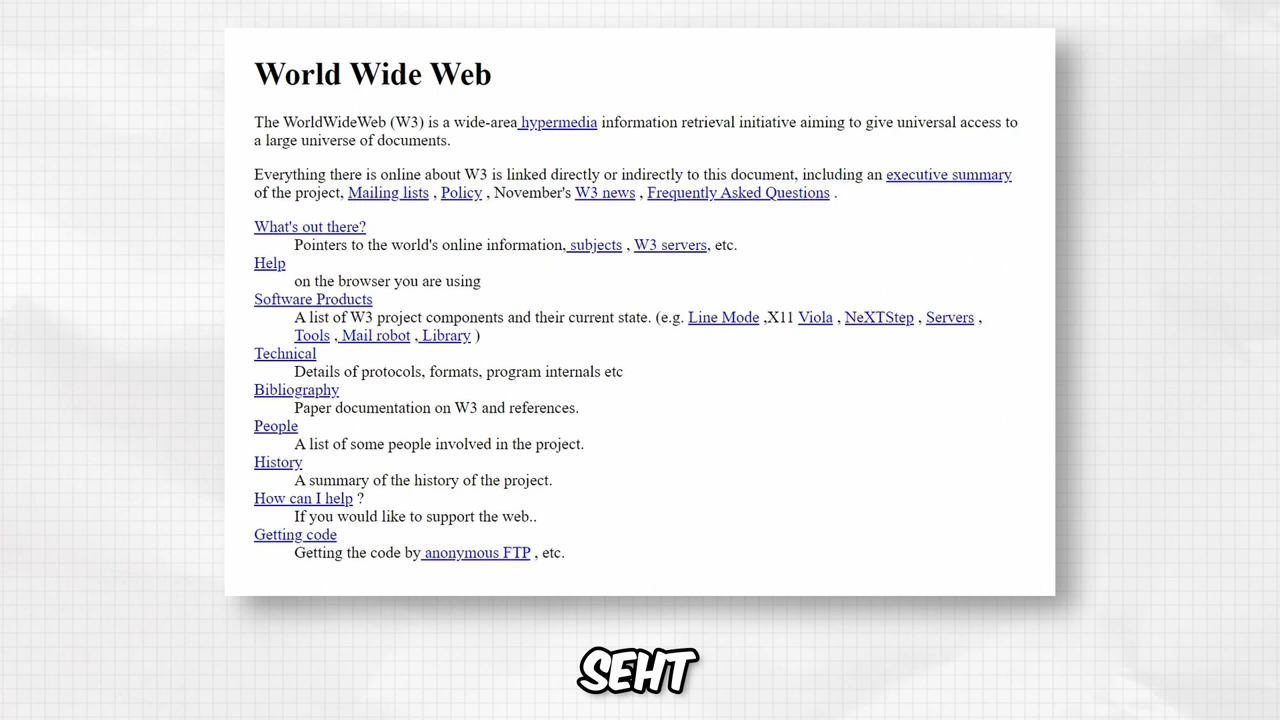 World Wide Web
The WorldWideWeb (W3) is a wide-area hypermedia information retrieval initiative aiming to give universal access to
a large universe of documents.
Everything there is online about W3 is linked directly or indirectly to this document, including an executive summary
of the project, Mailing lists , Policy , November's W3 news , Frequently Asked Questions .
What's out there?
Pointers to the world's online information, subjects , W3 servers, etc.
Help
on the browser you are using
Software Products
A list of W3 project components and their current state. (e.g. Line Mode ,X11 Viola , NeXTStep , Servers ,
Tools , Mail robot , Library )
Technical
Details of protocols, formats, program internals etc
Bibliography
Paper documentation on W3 and references.
People
A list of some people involved in the project.
History
A summary of the history of the project.
How can I help ?
If you would like to support the web..
Getting code
Getting the code by anonymous FTP , etc.
SEHT